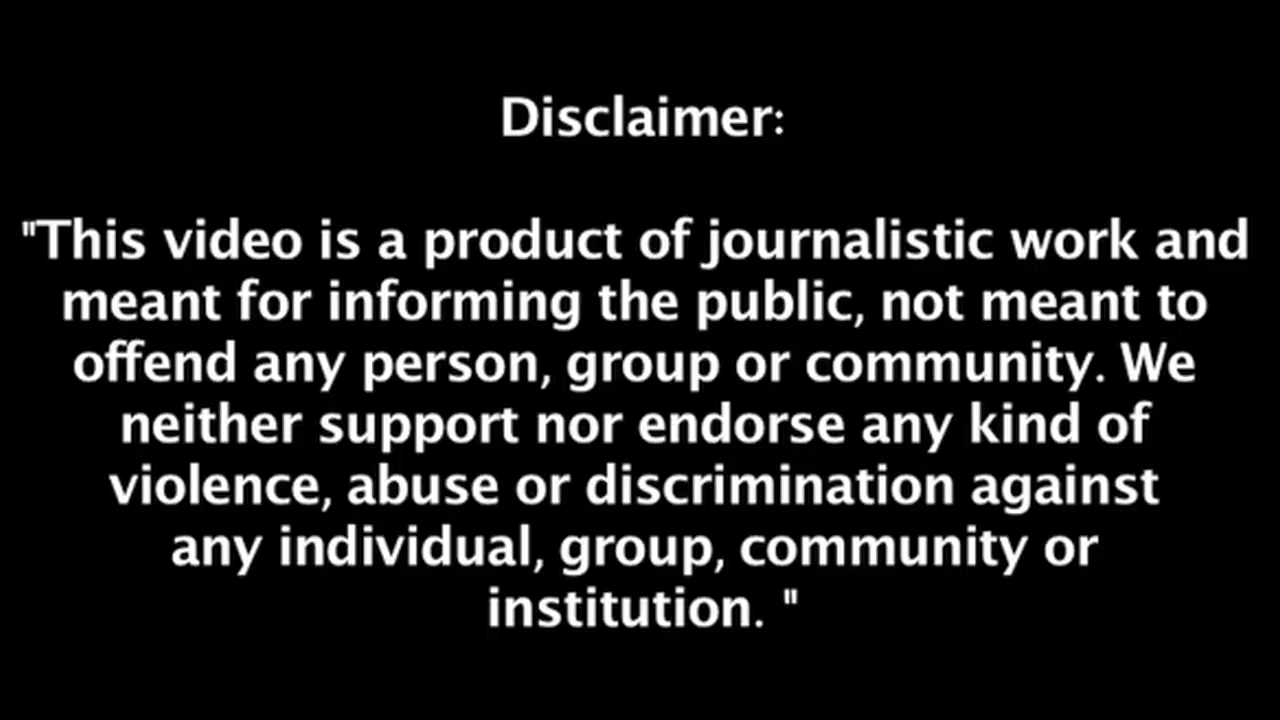 Disclaimer:
"This video is a product of journalistic work and
meant for informing the public, not meant to
offend any person, group or community. We
neither support nor endorse any kind of
violence, abuse or discrimination against
any individual, group, community or
institution. "